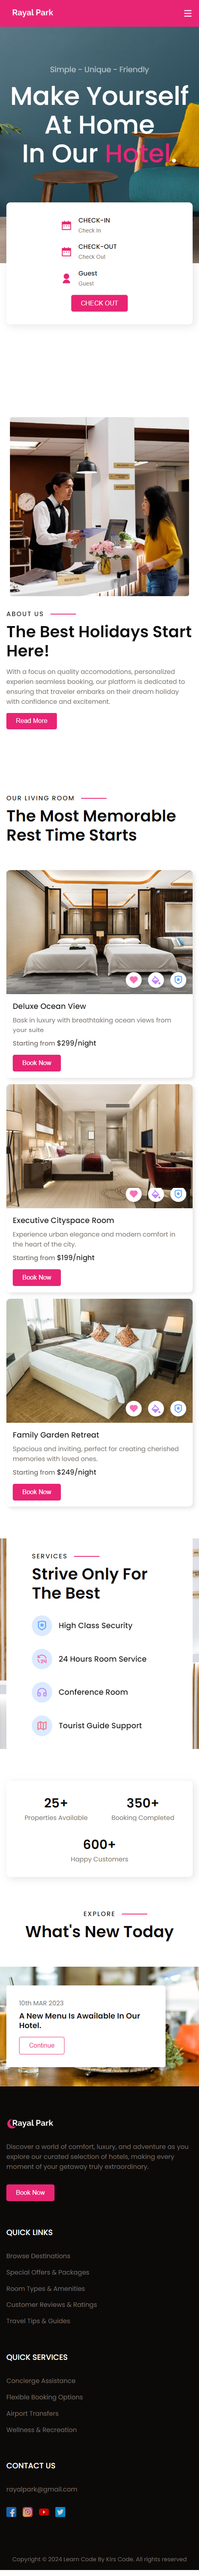 Rayal Park
Simple - Unique - Friendly
Make Yourself
At Home
In Our Hotel.
CHECK-IN
Check In
CHECK-OUT
Check Out
Guest
Guest
CHECK OUT
ABOUT US
The Best Holidays Start
Here!
With a focus on quality accomodations, personalized
experien seamless booking, our platform is dedicated to
ensuring that traveler embarks on their dream holiday
with confidence and excitement.
Read More
OUR LIVING ROOM
The Most Memorable
Rest Time Starts
Deluxe Ocean View
Bask in luxury with breathtaking ocean views from
your suite
Starting from $299/night
Book Now
Executive Cityspace Room
Experience urban elegance and modern comfort in
the heart of the city.
Starting from $199/night
Book Now
Family Garden Retreat
Spacious and inviting, perfect for creating cherished
memories with loved ones.
Starting from $249/night
Book Now
SERVICES
Strive Only For
The Best
High Class Security
24 Hours Room Service
Conference Room
Tourist Guide Support
25+
Properties Available
350+
Booking Completed
600+
Happy Customers
EXPLORE
What's New Today
10th MAR 2023
A New Menu Is Awailable In Our
Hotel.
Continue
Rayal Park
Discover a world of comfort, luxury, and adventure as you
explore our curated selection of hotels, making every
moment of your getaway truly extraordinary.
Book Now
QUICK LINKS
Browse Destinations
Special Offers & Packages
Room Types & Amenities
Customer Reviews & Ratings
Travel Tips & Guides
QUICK SERVICES
Concierge Assistance
Flexible Booking Options
Airport Transfers
Wellness & Recreation
CONTACT US
rayalpark@gmail.com
Copyright © 2024 Learn Code By Kirs Code. All rights reserved